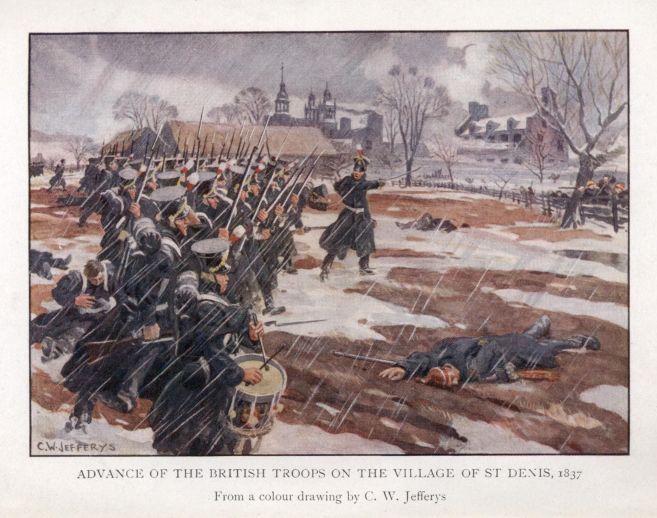 C.W. JEFFERYS
ADVANCE OF THE BRITISH TROOPS ON THE VILLAGE OF ST DENIS, 1837
From a colour drawing by C. W. Jefferys